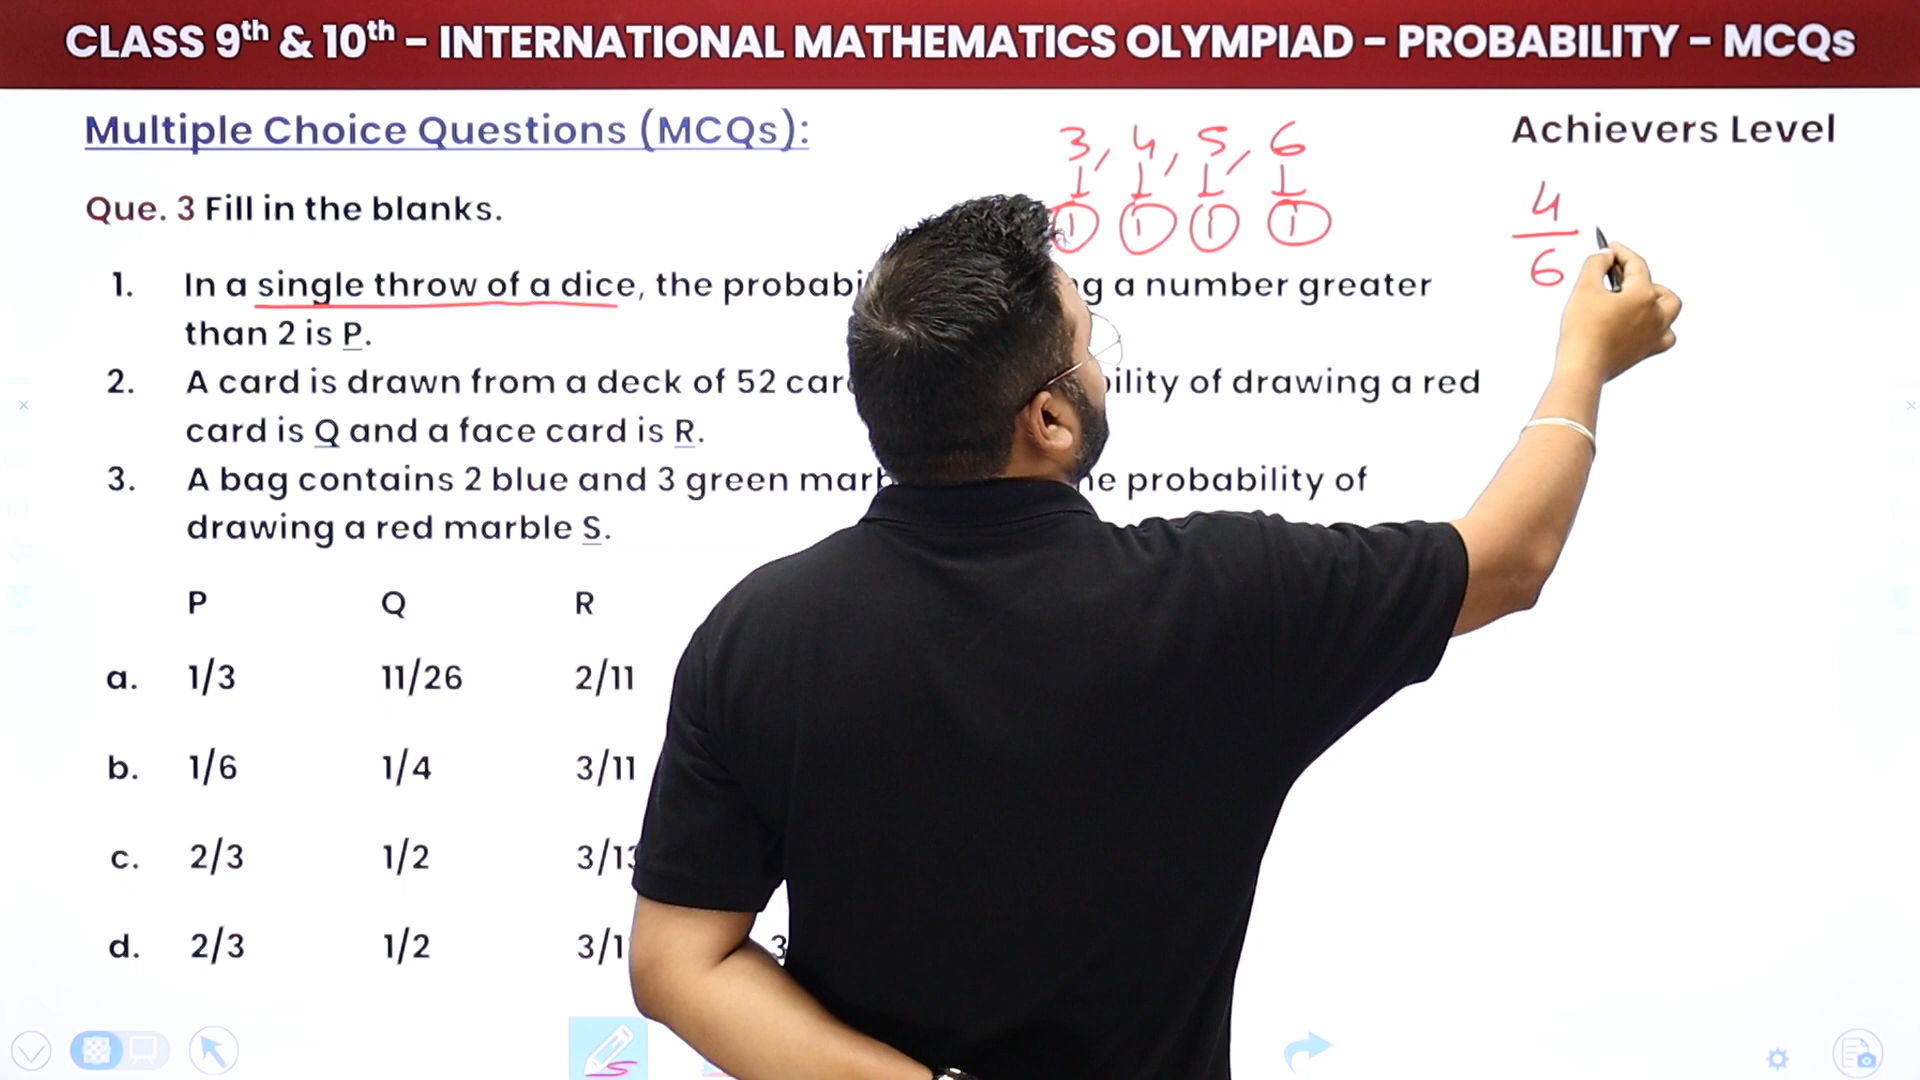 CLASS 9th & 10th - INTERNATIONAL MATHEMATICS OLYMPIAD - PROBABILITY - MCQs
Multiple Choice Questions (MCQs):
Achievers Level
3, 4, 5, 6
1 1 1 1
4
6
Que. 3 Fill in the blanks.
1. In a single throw of a dice, the a number greater
than 2 is P.
2. A card is drawn from a deck of 52 of drawing a red
card is Q and a face card is R.
3. A bag contains 2 blue and 3 green probability of
drawing a red marble S.
P Q R
a. 1/3 11/26 2/11
b. 1/6 1/4 3/11
c. 2/3 1/2
d. 2/3 1/2